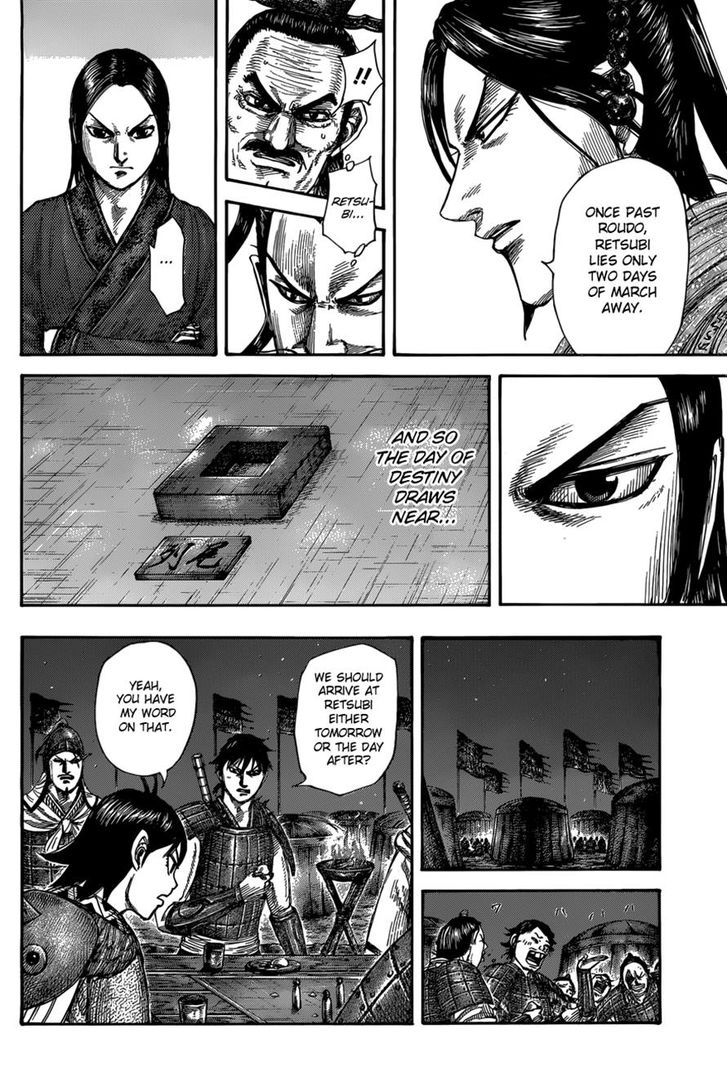 ONCE PAST
ROUDO,
RETSUBI
LIES ONLY
TWO DAYS
OF MARCH
AWAY.
!!
RETSU-
BI...
...
AND SO
THE DAY OF
DESTINY
DRAWS
NEAR...
列尾
WE SHOULD
ARRIVE AT
RETSUBI
EITHER
TOMORROW
OR THE DAY
AFTER?
YEAH,
YOU HAVE
MY WORD
ON THAT.